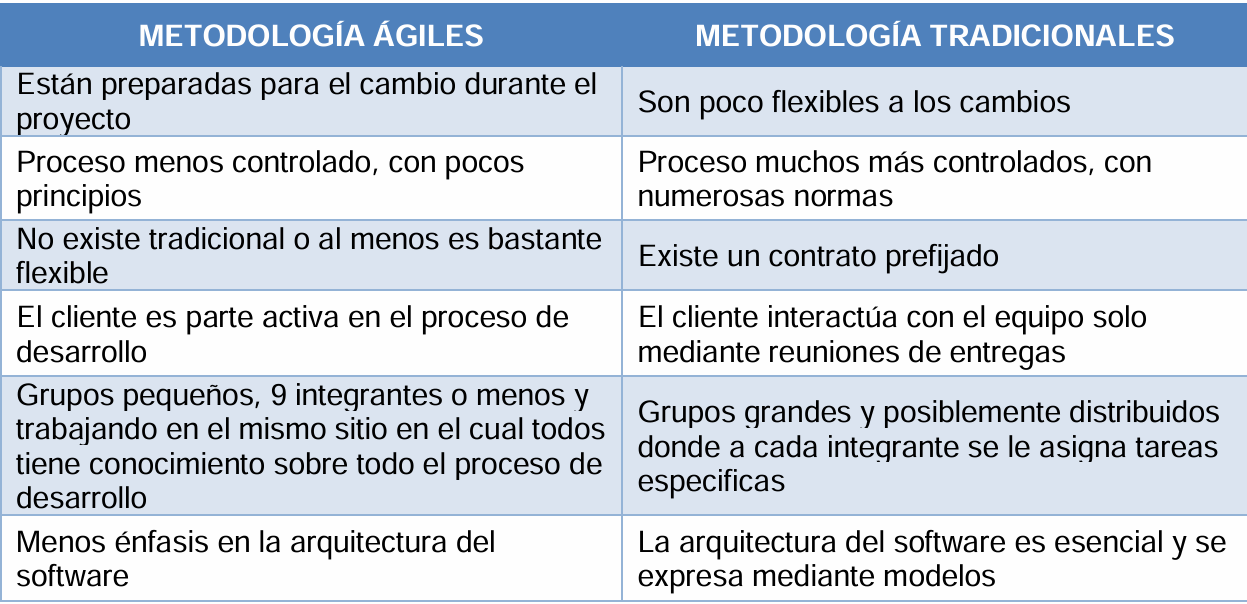 METODOLOGÍA ÁGILES
METODOLOGÍA TRADICIONALES
Están preparadas para el cambio durante el
proyecto
Son poco flexibles a los cambios
Proceso menos controlado, con pocos
principios
Proceso muchos más controlados, con
numerosas normas
No existe tradicional o al menos es bastante
flexible
Existe un contrato prefijado
El cliente es parte activa en el proceso de
desarrollo
El cliente interactúa con el equipo solo
mediante reuniones de entregas
Grupos pequeños, 9 integrantes o menos y
trabajando en el mismo sitio en el cual todos
tiene conocimiento sobre todo el proceso de
desarrollo
Grupos grandes y posiblemente distribuidos
donde a cada integrante se le asigna tareas
especificas
Menos énfasis en la arquitectura del
software
La arquitectura del software es esencial y se
expresa mediante modelos